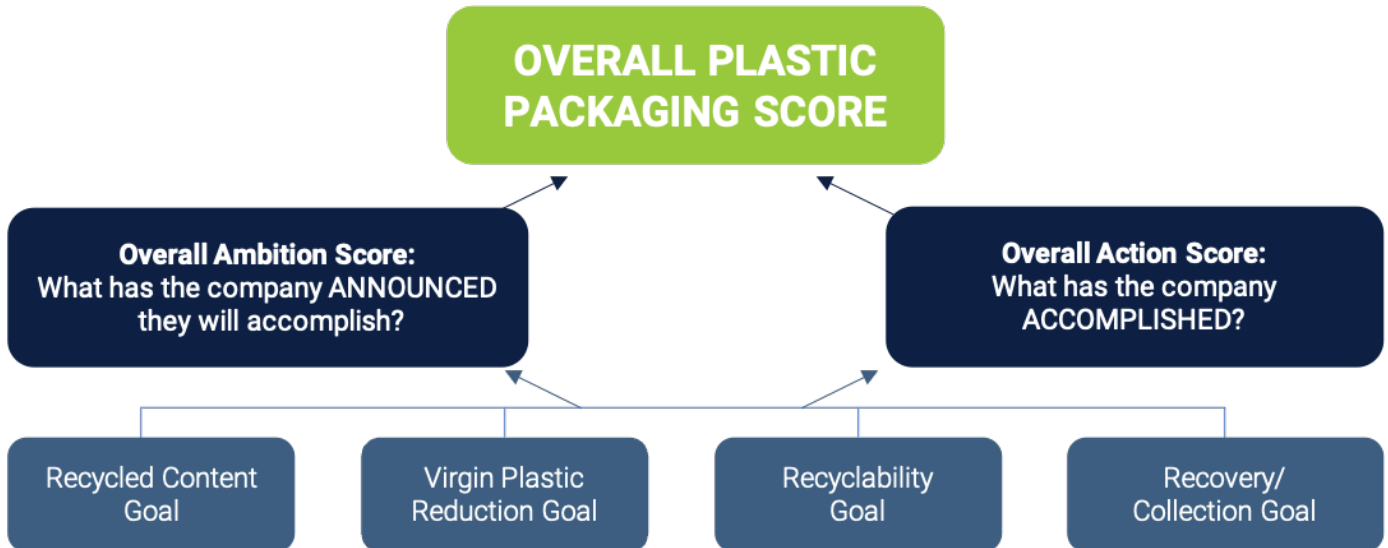 OVERALL PLASTIC
PACKAGING SCORE
Overall Ambition Score:
What has the company ANNOUNCED
they will accomplish?
Overall Action Score:
What has the company
ACCOMPLISHED?
Recycled Content
Goal
Virgin Plastic
Reduction Goal
Recyclability
Goal
Recovery/
Collection Goal